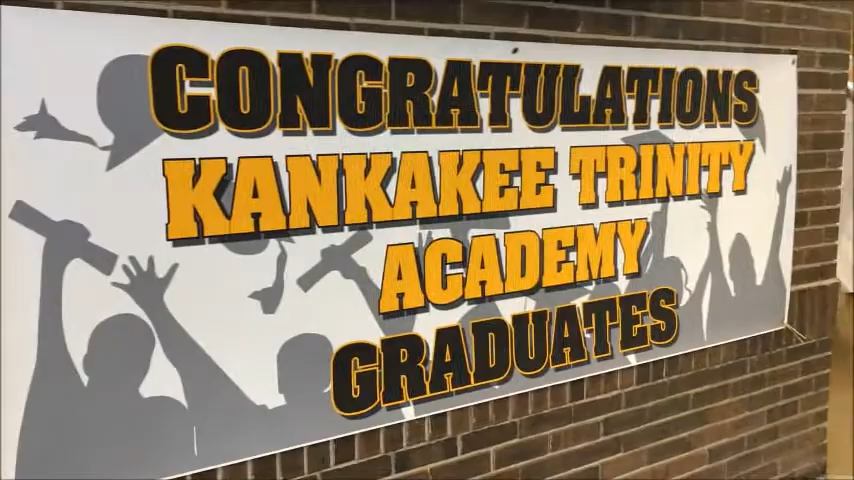 CONGRATULATIONS
KANKAKEE TRINITY
ACADEMY
GRADUATES